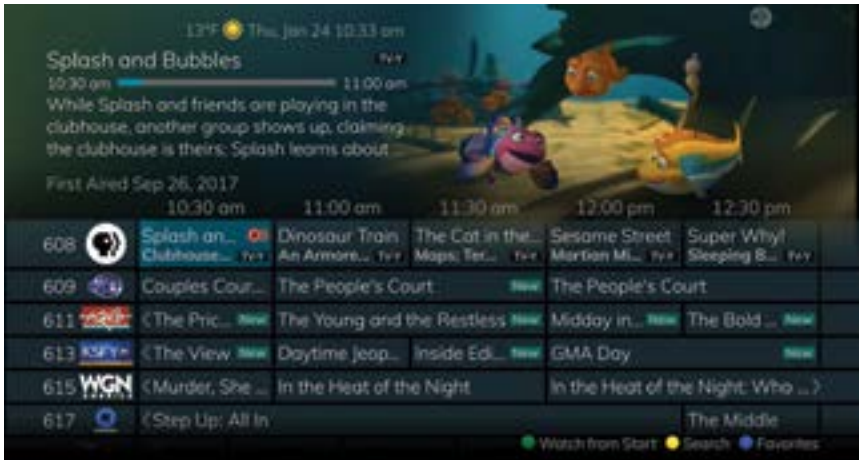 13°F Thu, Jan 24 10:33 am
Splash and Bubbles TV-Y
10:30 am 11:00 am
While Splash and friends are playing in the
clubhouse, another group shows up, claiming
the clubhouse is theirs; Splash learns about
First Aired Sep 26, 2017
10:30 am 11:00 am 11:30 am 12:00 pm 12:30 pm
608 Splash an... Dinosaur Train The Cat in the... Sesame Street Super Why!
Clubhouse... TV-Y An Armore... TV-Y Maps; Ter... TV-Y Martian Mi... TV-Y Sleeping B... TV-Y
609 Couples Cour... The People's Court New The People's Court
611 The Pric... New The Young and the Restless New Midday in... New The Bold ... New
613 KSFY The View New Daytime Jeop... Inside Edi... New GMA Day New
615 WGN Murder, She ... In the Heat of the Night In the Heat of the Night: Who ...
617 Step Up: All In The Middle
Watch from Start Search Favorites